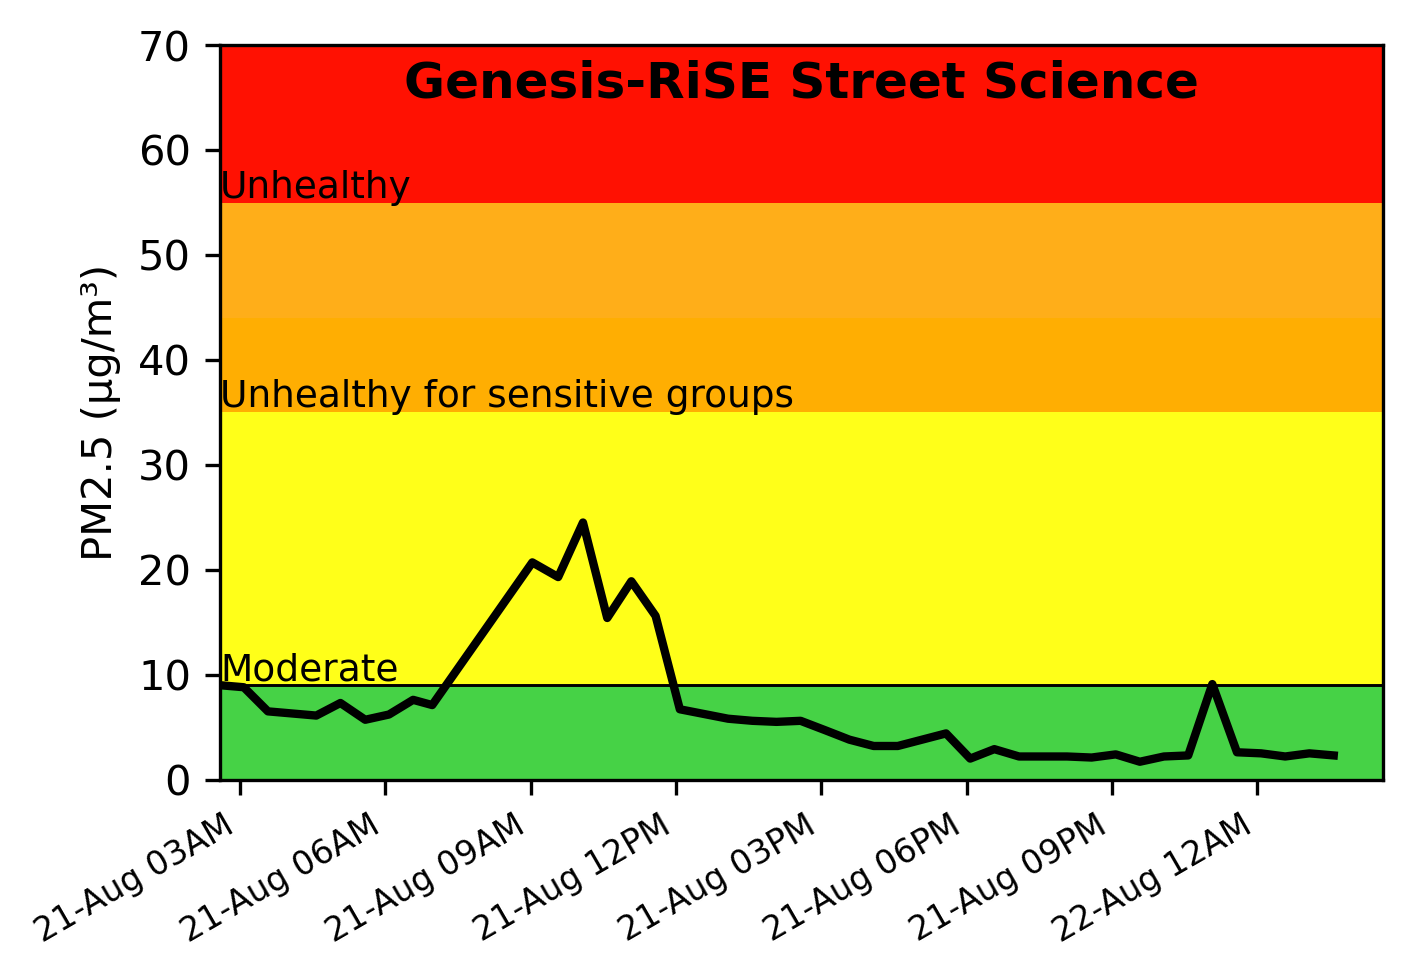 Genesis-RiSE Street Science
70
60
50
40
30
20
10
0
PM2.5 (µg/m³)
Unhealthy
Unhealthy for sensitive groups
Moderate
21-Aug 03AM
21-Aug 06AM
21-Aug 09AM
21-Aug 12PM
21-Aug 03PM
21-Aug 06PM
21-Aug 09PM
22-Aug 12AM